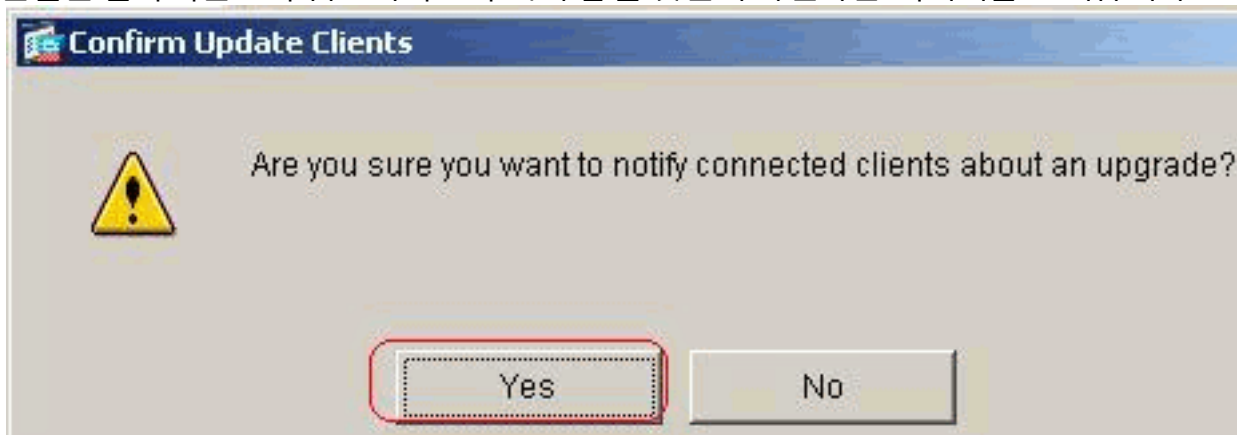 Confirm Update Clients
Are you sure you want to notify connected clients about an upgrade?
Yes
No